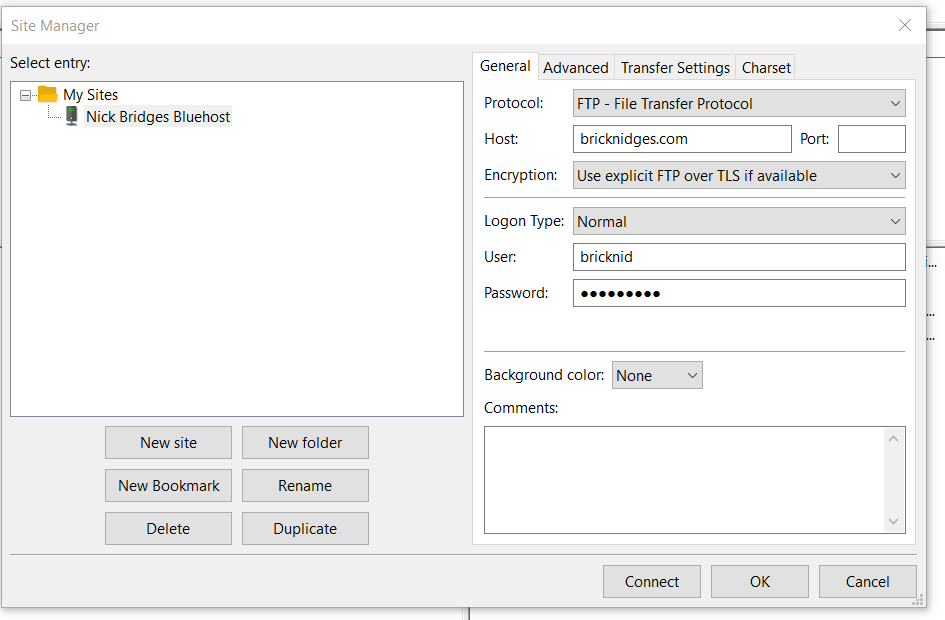 Site Manager
Select entry:
My Sites
Nick Bridges Bluehost
New site
New folder
New Bookmark
Rename
Delete
Duplicate
General
Advanced
Transfer Settings
Charset
Protocol:
FTP - File Transfer Protocol
Host:
bricknidges.com
Port:
Encryption:
Use explicit FTP over TLS if available
Logon Type:
Normal
User:
bricknid
Password:
●●●●●●●●●
Background color:
None
Comments:
Connect
OK
Cancel